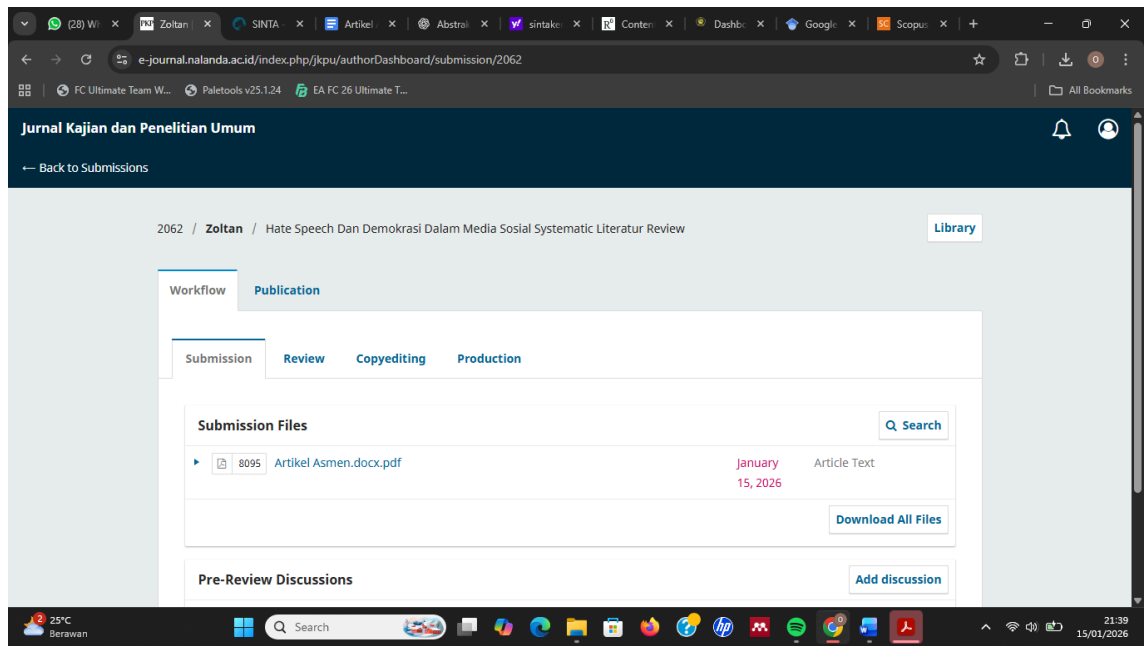 (28) Wh
Zoltan
SINTA -
Artikel
Abstrak
sintake
Conten
Dashbo
Google
Scopus
e-journal.nalanda.ac.id/index.php/jkpu/authorDashboard/submission/2062
FC Ultimate Team W...
Paletools v25.1.24
EA FC 26 Ultimate T...
All Bookmarks
Jurnal Kajian dan Penelitian Umum
← Back to Submissions
2062 / Zoltan / Hate Speech Dan Demokrasi Dalam Media Sosial Systematic Literatur Review
Library
Workflow
Publication
Submission
Review
Copyediting
Production
Submission Files
Search
8095 Artikel Asmen.docx.pdf
January 15, 2026
Article Text
Download All Files
Pre-Review Discussions
Add discussion
2
25°C
Berawan
Search
21:39
15/01/2026